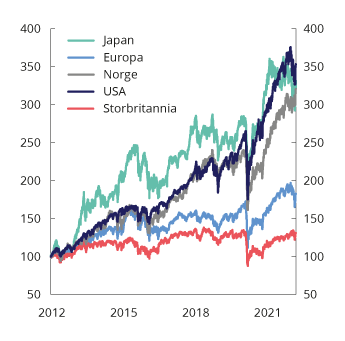 400 400
350 350
300 300
250 250
200 200
150 150
100 100
50 50
2012 2015 2018 2021
Japan
Europa
Norge
USA
Storbritannia